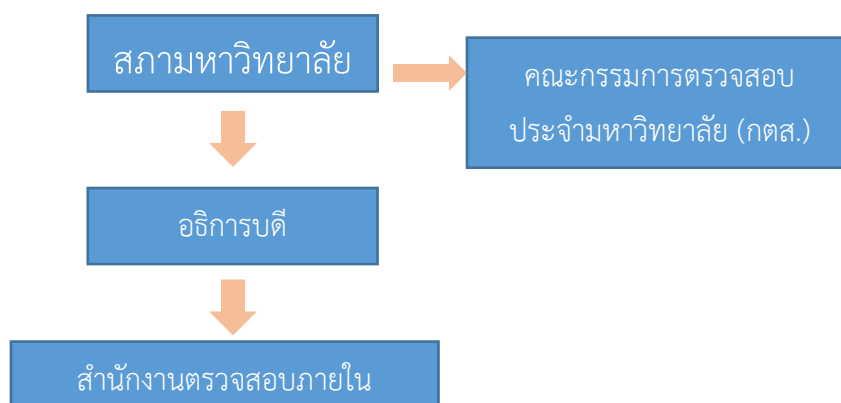 สภามหาวิทยาลัย
คณะกรรมการตรวจสอบ
ประจำมหาวิทยาลัย (กตส.)
อธิการบดี
สำนักงานตรวจสอบภายใน